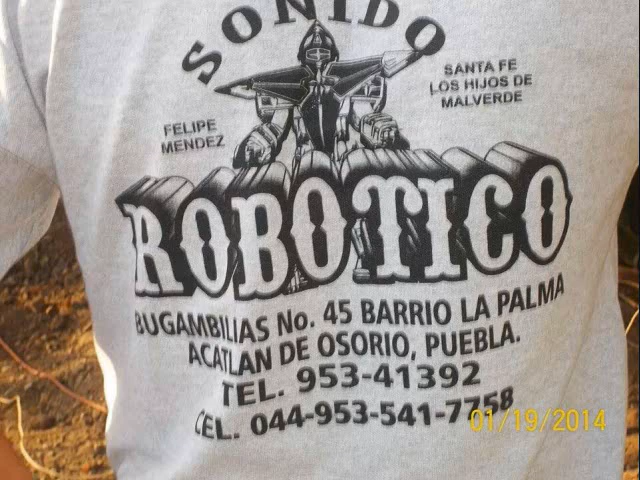 SONIDO
SANTA FE
LOS HIJOS DE
MALVERDE
FELIPE
MENDEZ
ROBOTICO
BUGAMBILIAS No. 45 BARRIO LA PALMA
ACATLAN DE OSORIO, PUEBLA.
TEL. 953-41392
CEL. 044-953-541-7758
01/19/2014